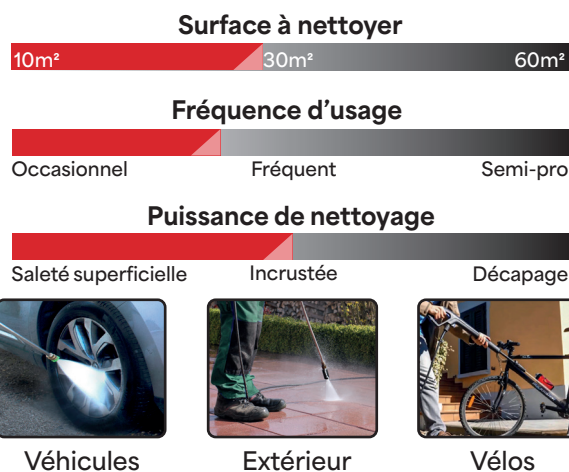 Surface à nettoyer
10m² 30m² 60m²
Fréquence d’usage
Occasionnel Fréquent Semi-pro
Puissance de nettoyage
Saleté superficielle Incrustée Décapage
Véhicules Extérieur Vélos